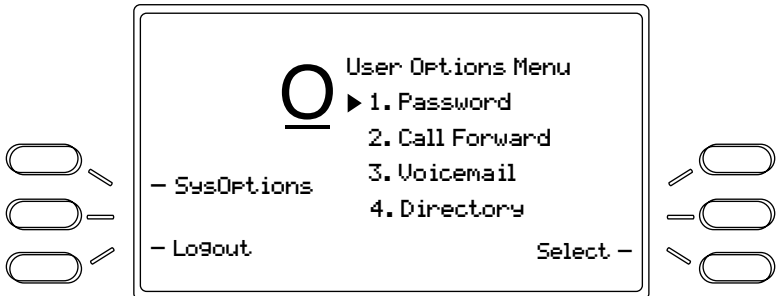 O
User Options Menu
▶ 1. Password
2. Call Forward
3. Voicemail
4. Directory
– SysOptions
– Logout
Select –